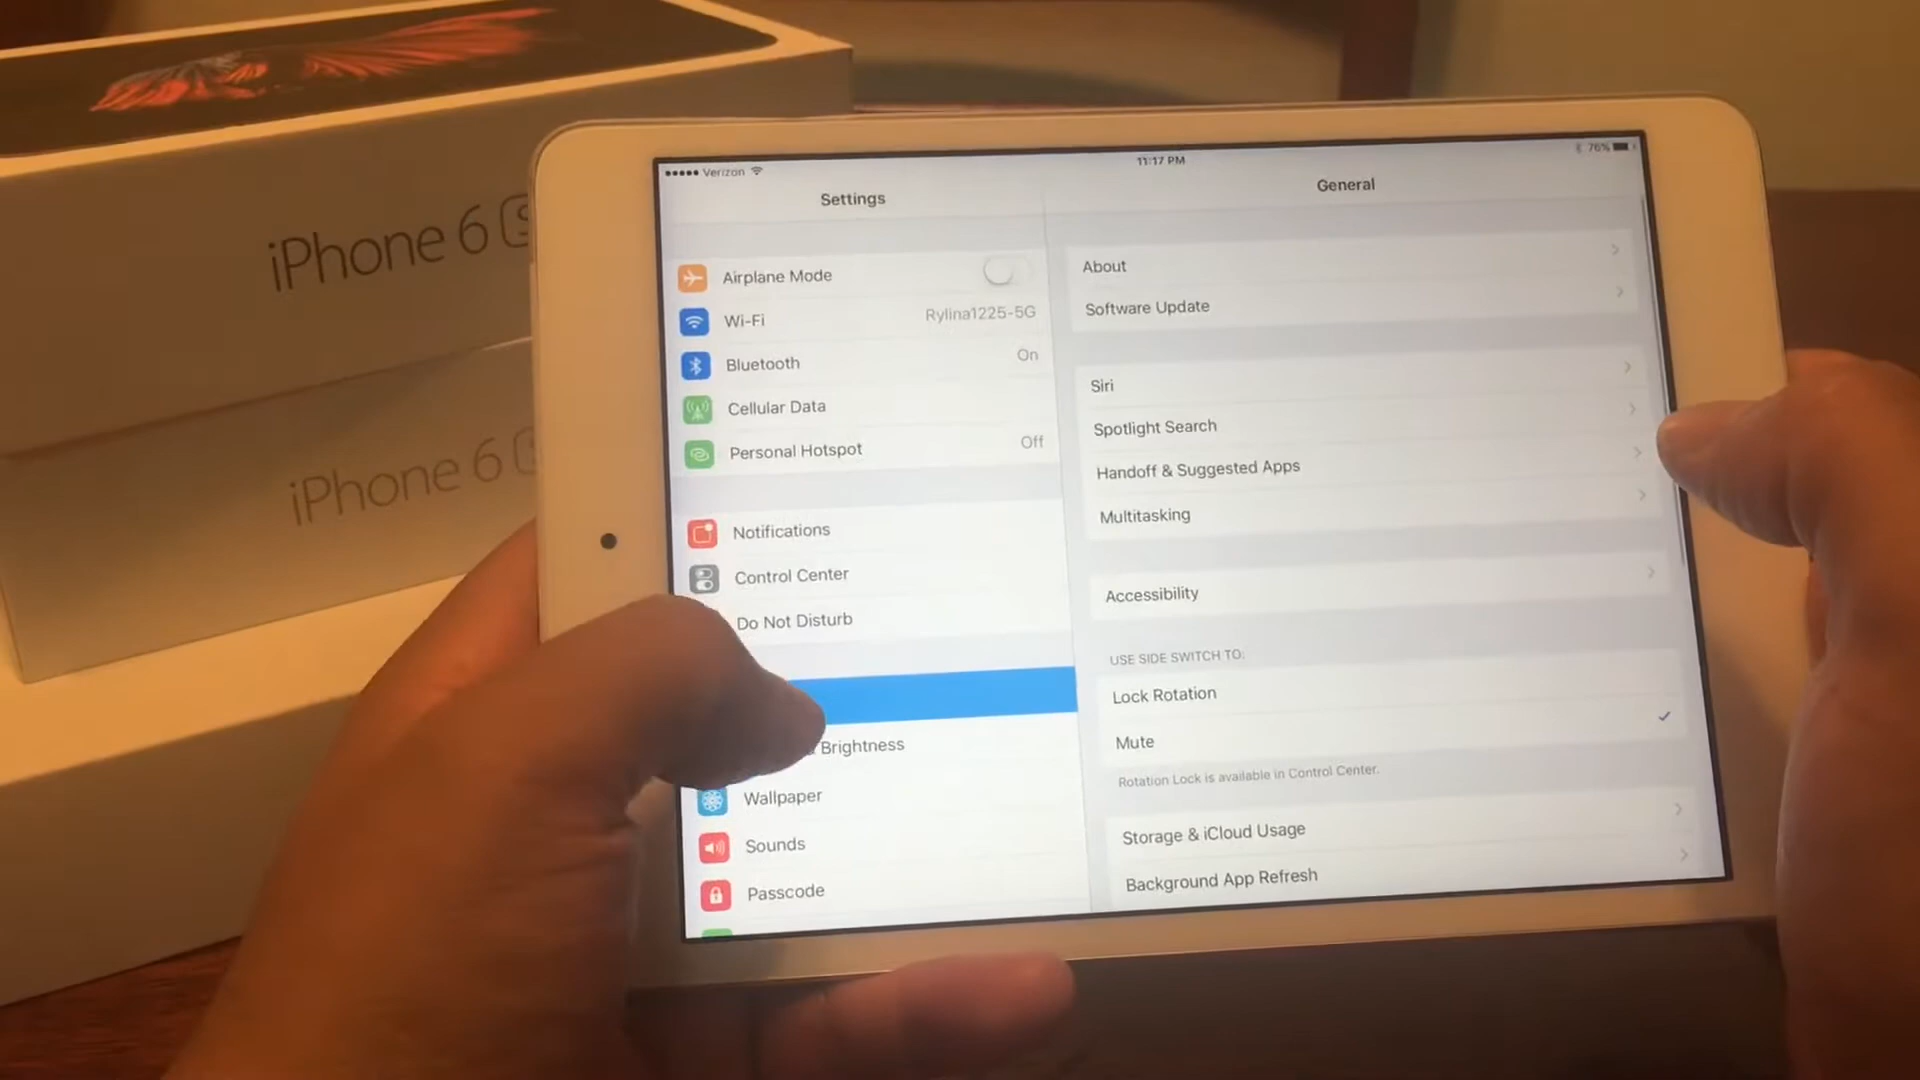 iPhone 6
iPhone 6
Verizon
11:17 PM
76%
Settings
General
Airplane Mode
Wi-Fi
Rylina1225-5G
Bluetooth
On
Cellular Data
Personal Hotspot
Off
Notifications
Control Center
Do Not Disturb
Brightness
Wallpaper
Sounds
Passcode
About
Software Update
Siri
Spotlight Search
Handoff & Suggested Apps
Multitasking
Accessibility
USE SIDE SWITCH TO:
Lock Rotation
Mute
Rotation Lock is available in Control Center.
Storage & iCloud Usage
Background App Refresh